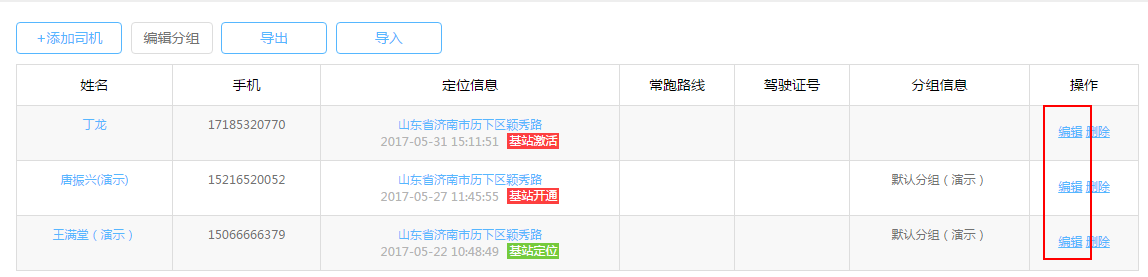 +添加司机 编辑分组 导出 导入
姓名 手机 定位信息 常跑路线 驾驶证号 分组信息 操作
丁龙 17185320770 山东省济南市历下区颖秀路 编辑 删除
2017-05-31 15:11:51 基站激活
唐振兴(演示) 15216520052 山东省济南市历下区颖秀路 默认分组（演示） 编辑 删除
2017-05-27 11:45:55 基站开通
王满堂（演示） 15066666379 山东省济南市历下区颖秀路 默认分组（演示） 编辑 删除
2017-05-22 10:48:49 基站定位